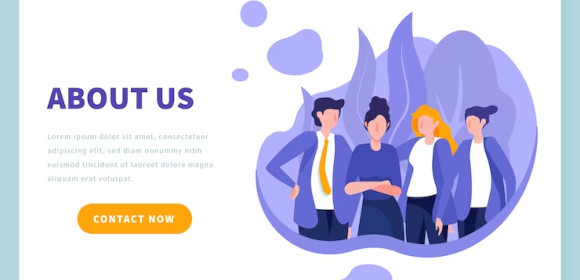 ABOUT US
Lorem ipsum dolor sit amet, consectetuer
adipiscing elit, sed diam nonummy nibh
euismod tincidunt ut laoreet dolore magna
aliquam erat volutpat.
CONTACT NOW